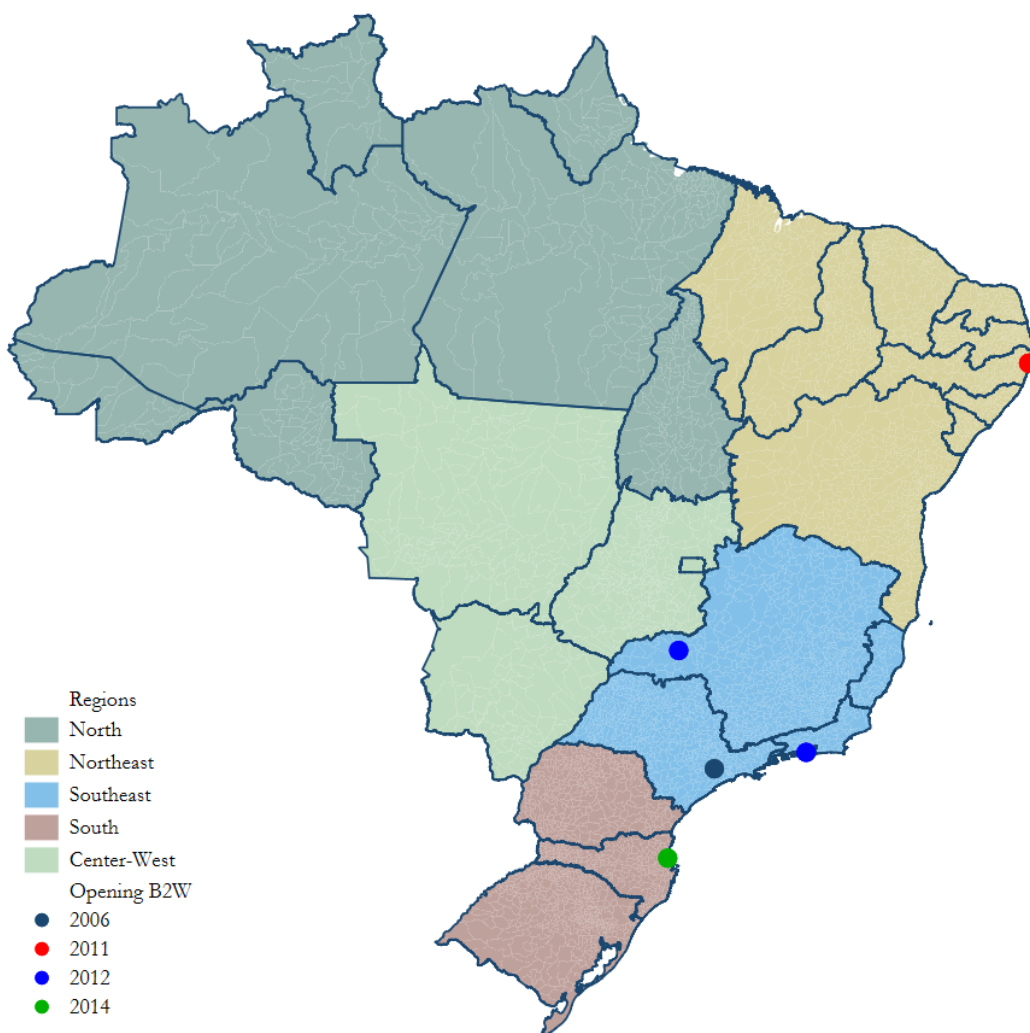 Regions
North
Northeast
Southeast
South
Center-West
Opening B2W
2006
2011
2012
2014